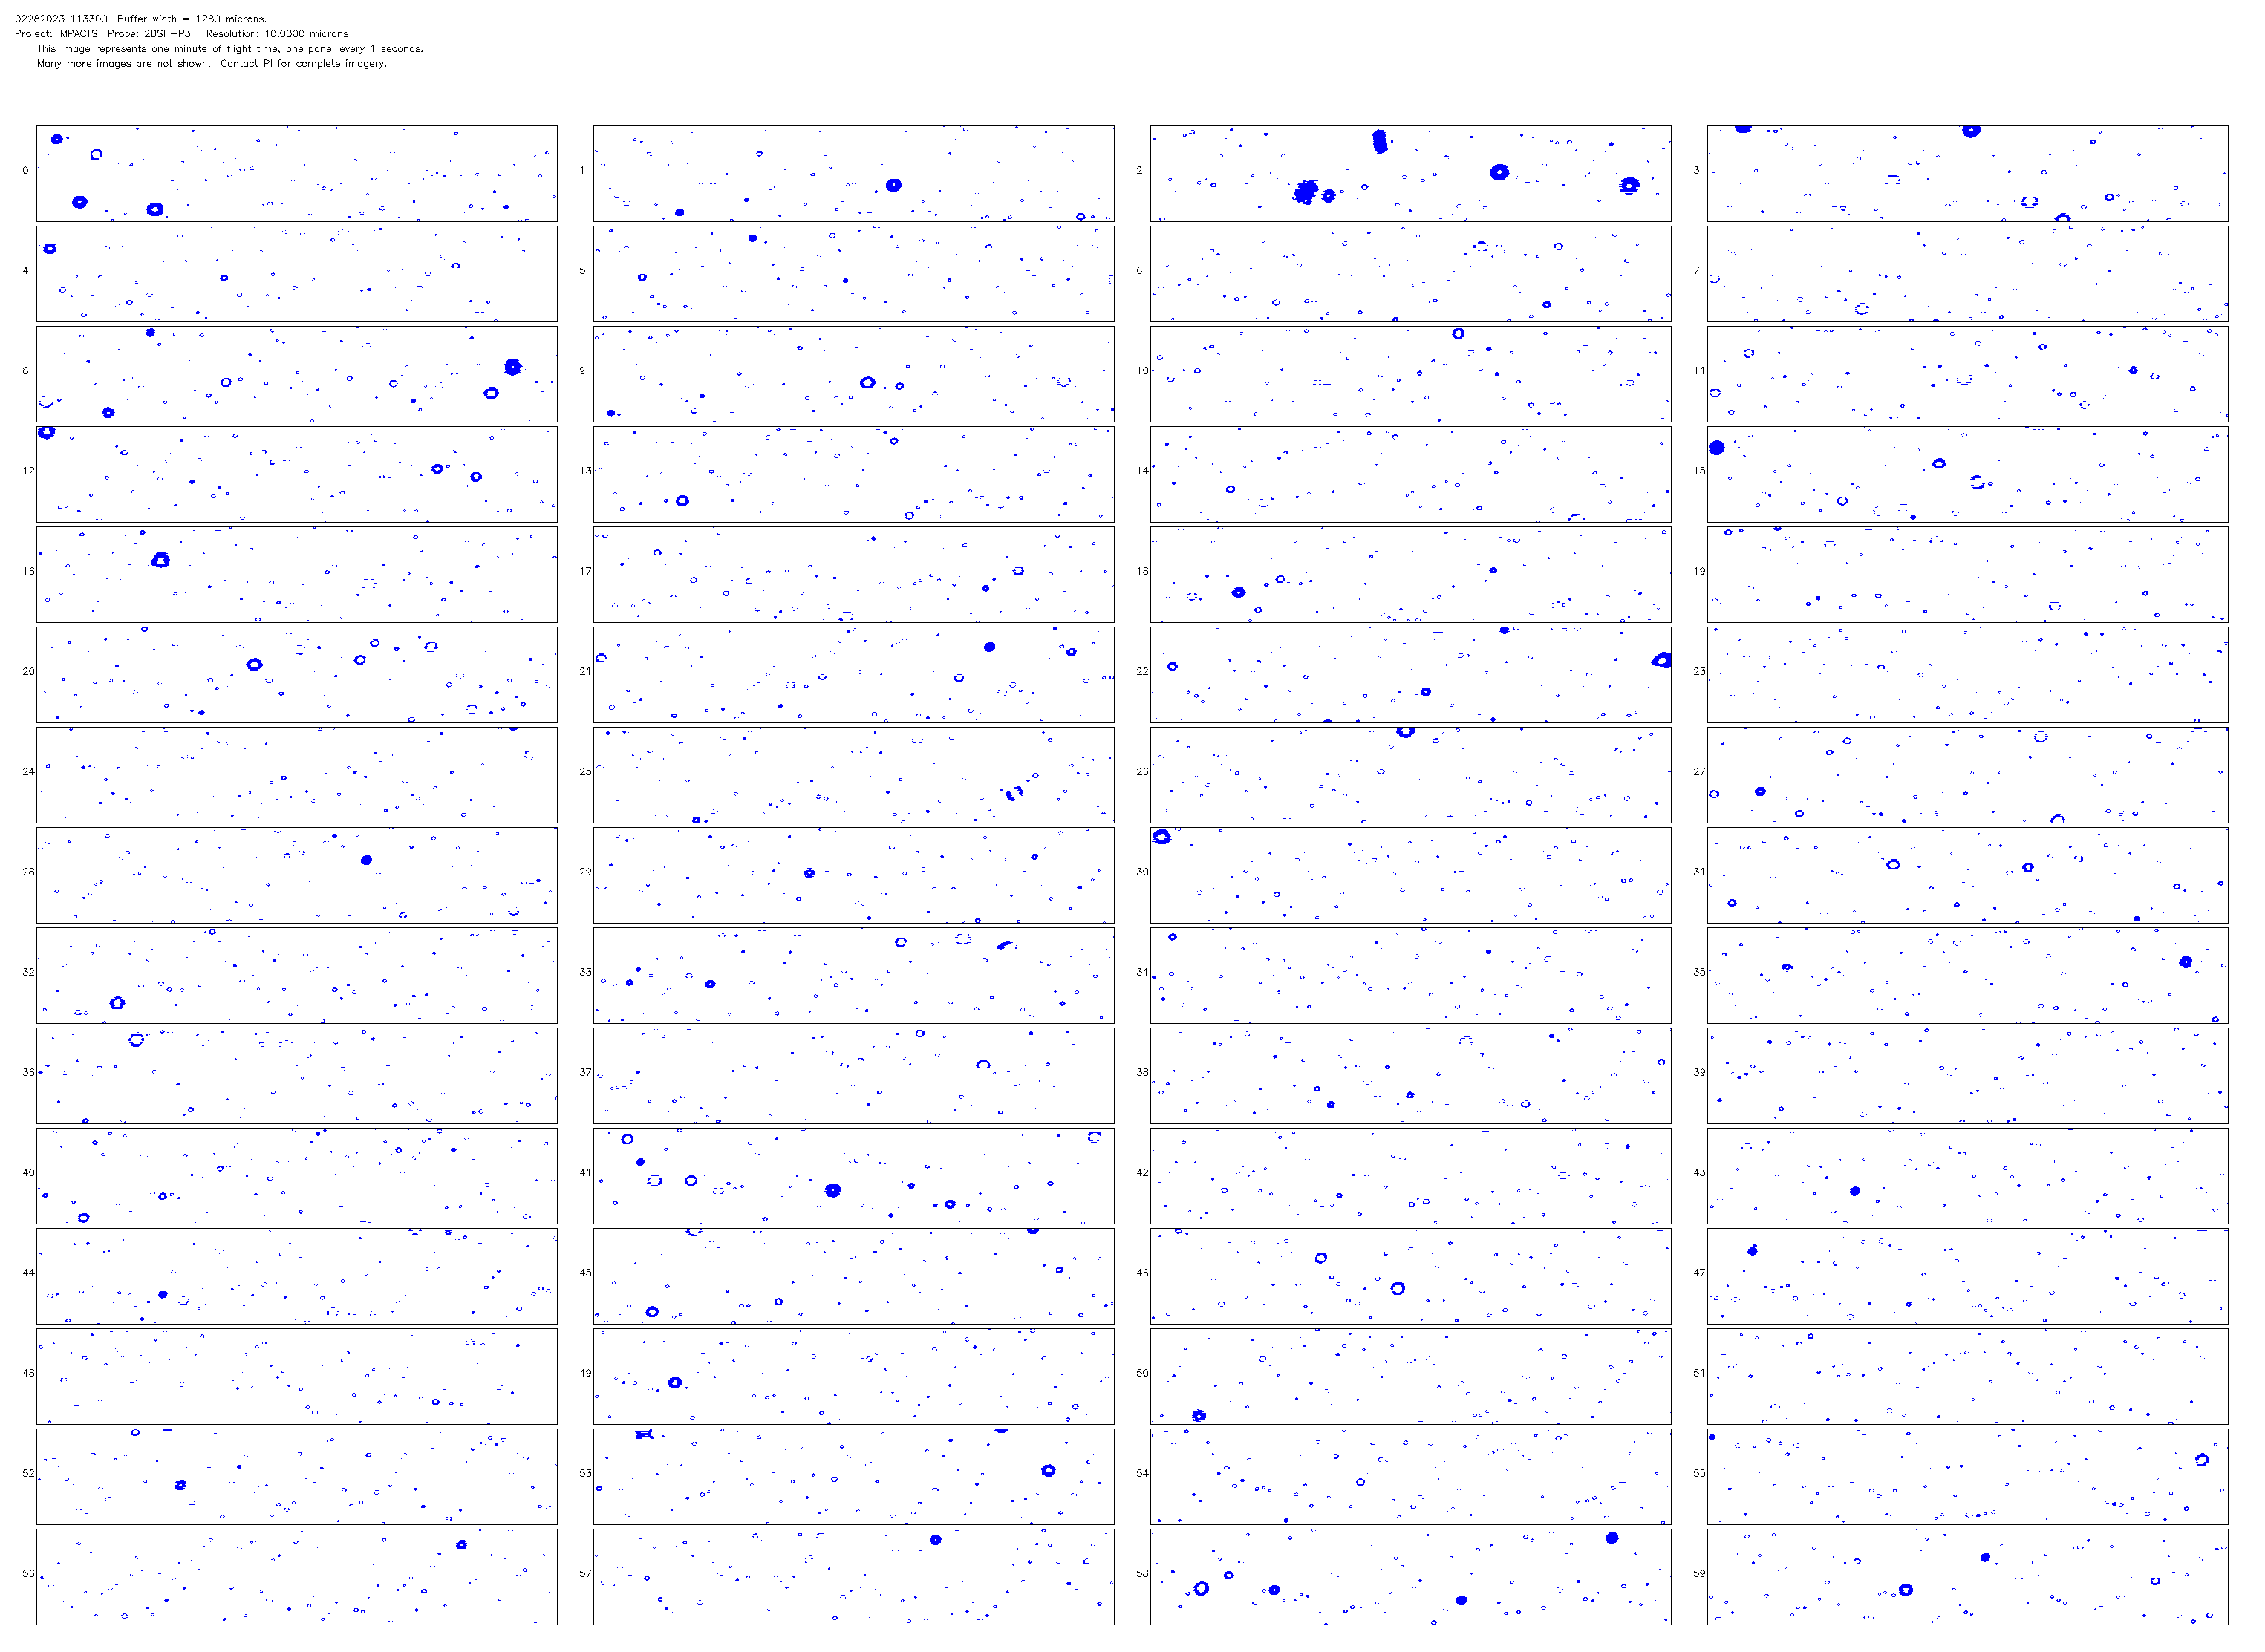 02282023 113300 Buffer width = 1280 microns.
Project: IMPACTS Probe: 2DSH-P3 Resolution: 10.0000 microns
This image represents one minute of flight time, one panel every 1 seconds.
Many more images are not shown. Contact PI for complete imagery.
0 1 2 3
4 5 6 7
8 9 10 11
12 13 14 15
16 17 18 19
20 21 22 23
24 25 26 27
28 29 30 31
32 33 34 35
36 37 38 39
40 41 42 43
44 45 46 47
48 49 50 51
52 53 54 55
56 57 58 59